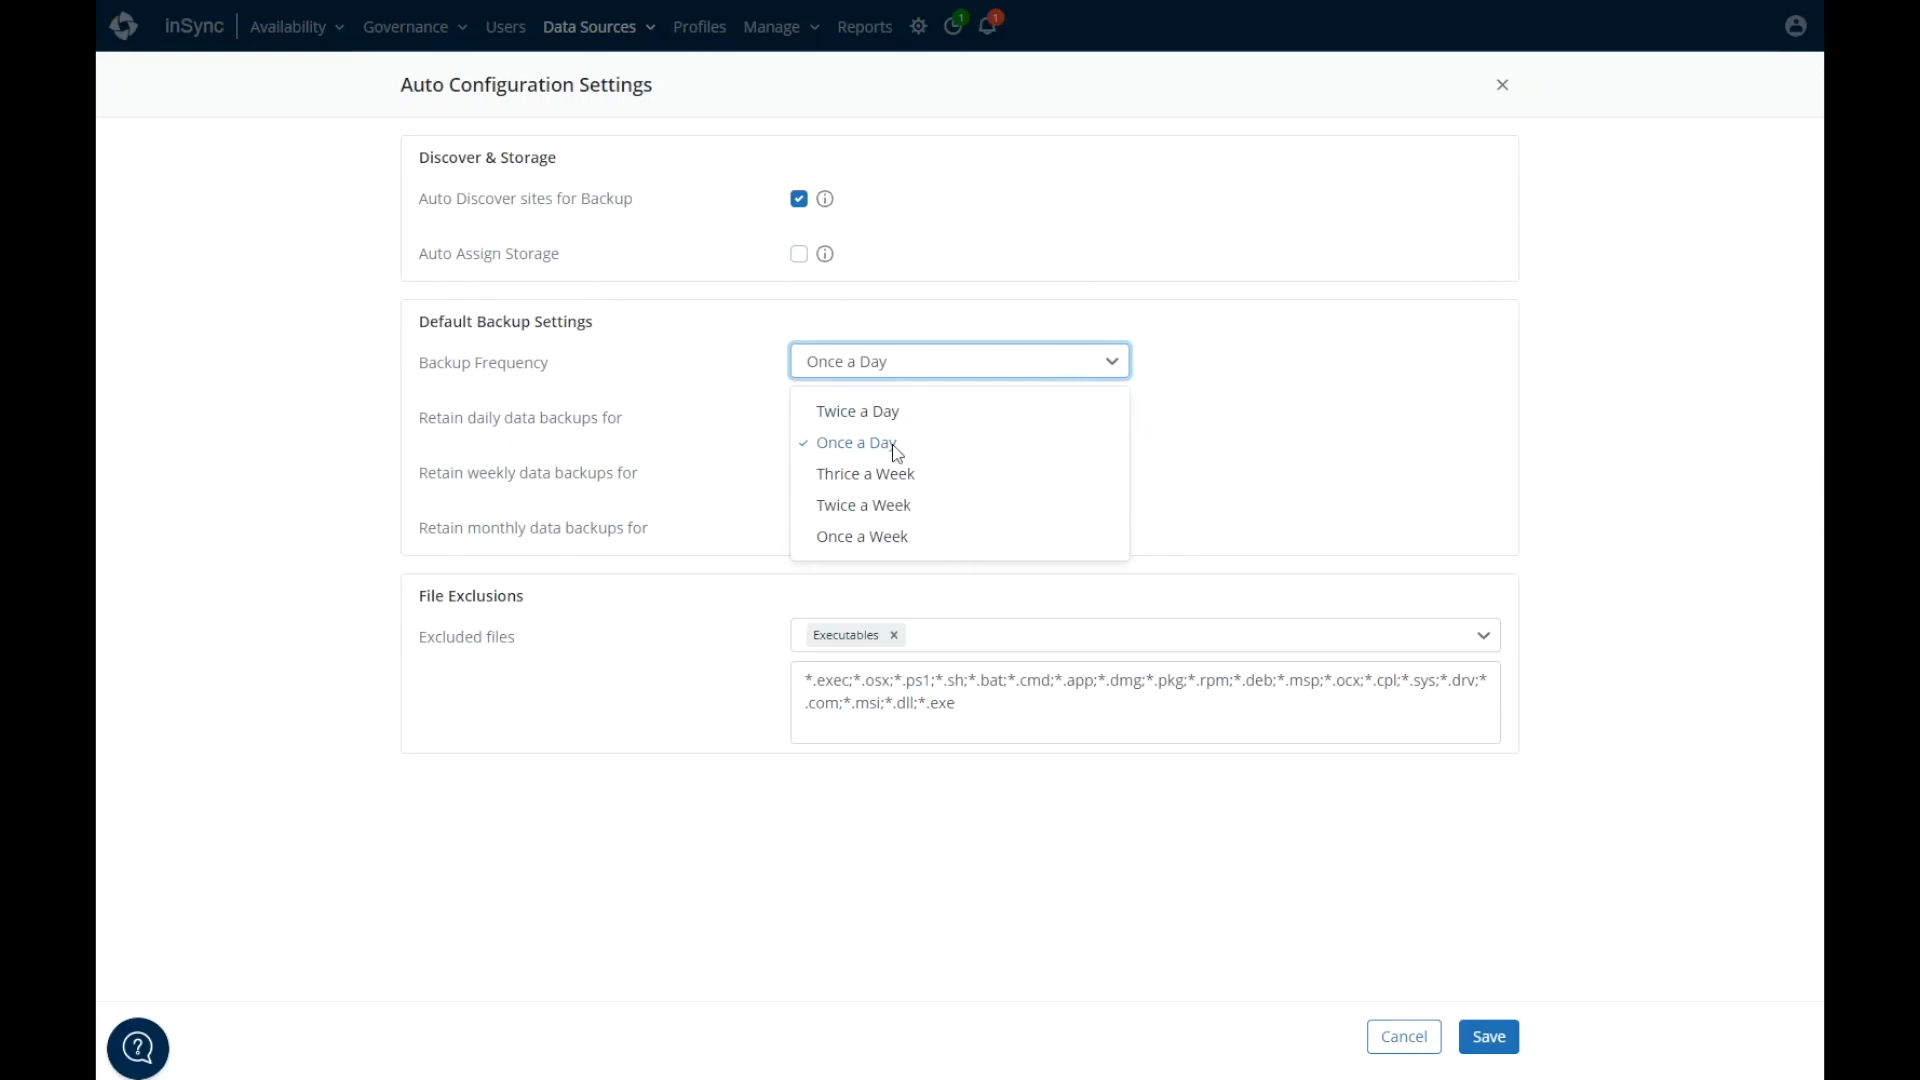 inSync Availability Governance Users Data Sources Profiles Manage Reports 1 1
Auto Configuration Settings
Discover & Storage
Auto Discover sites for Backup
Auto Assign Storage
Default Backup Settings
Backup Frequency Once a Day
Twice a Day
Retain daily data backups for
Once a Day
Retain weekly data backups for Thrice a Week
Twice a Week
Retain monthly data backups for Once a Week
File Exclusions
Excluded files Executables
*.exec;*.osx;*.ps1;*.sh;*.bat;*.cmd;*.app;*.dmg;*.pkg;*.rpm;*.deb;*.msp;*.ocx;*.cpl;*.sys;*.drv;*
.com;*.msi;*.dll;*.exe
Cancel Save